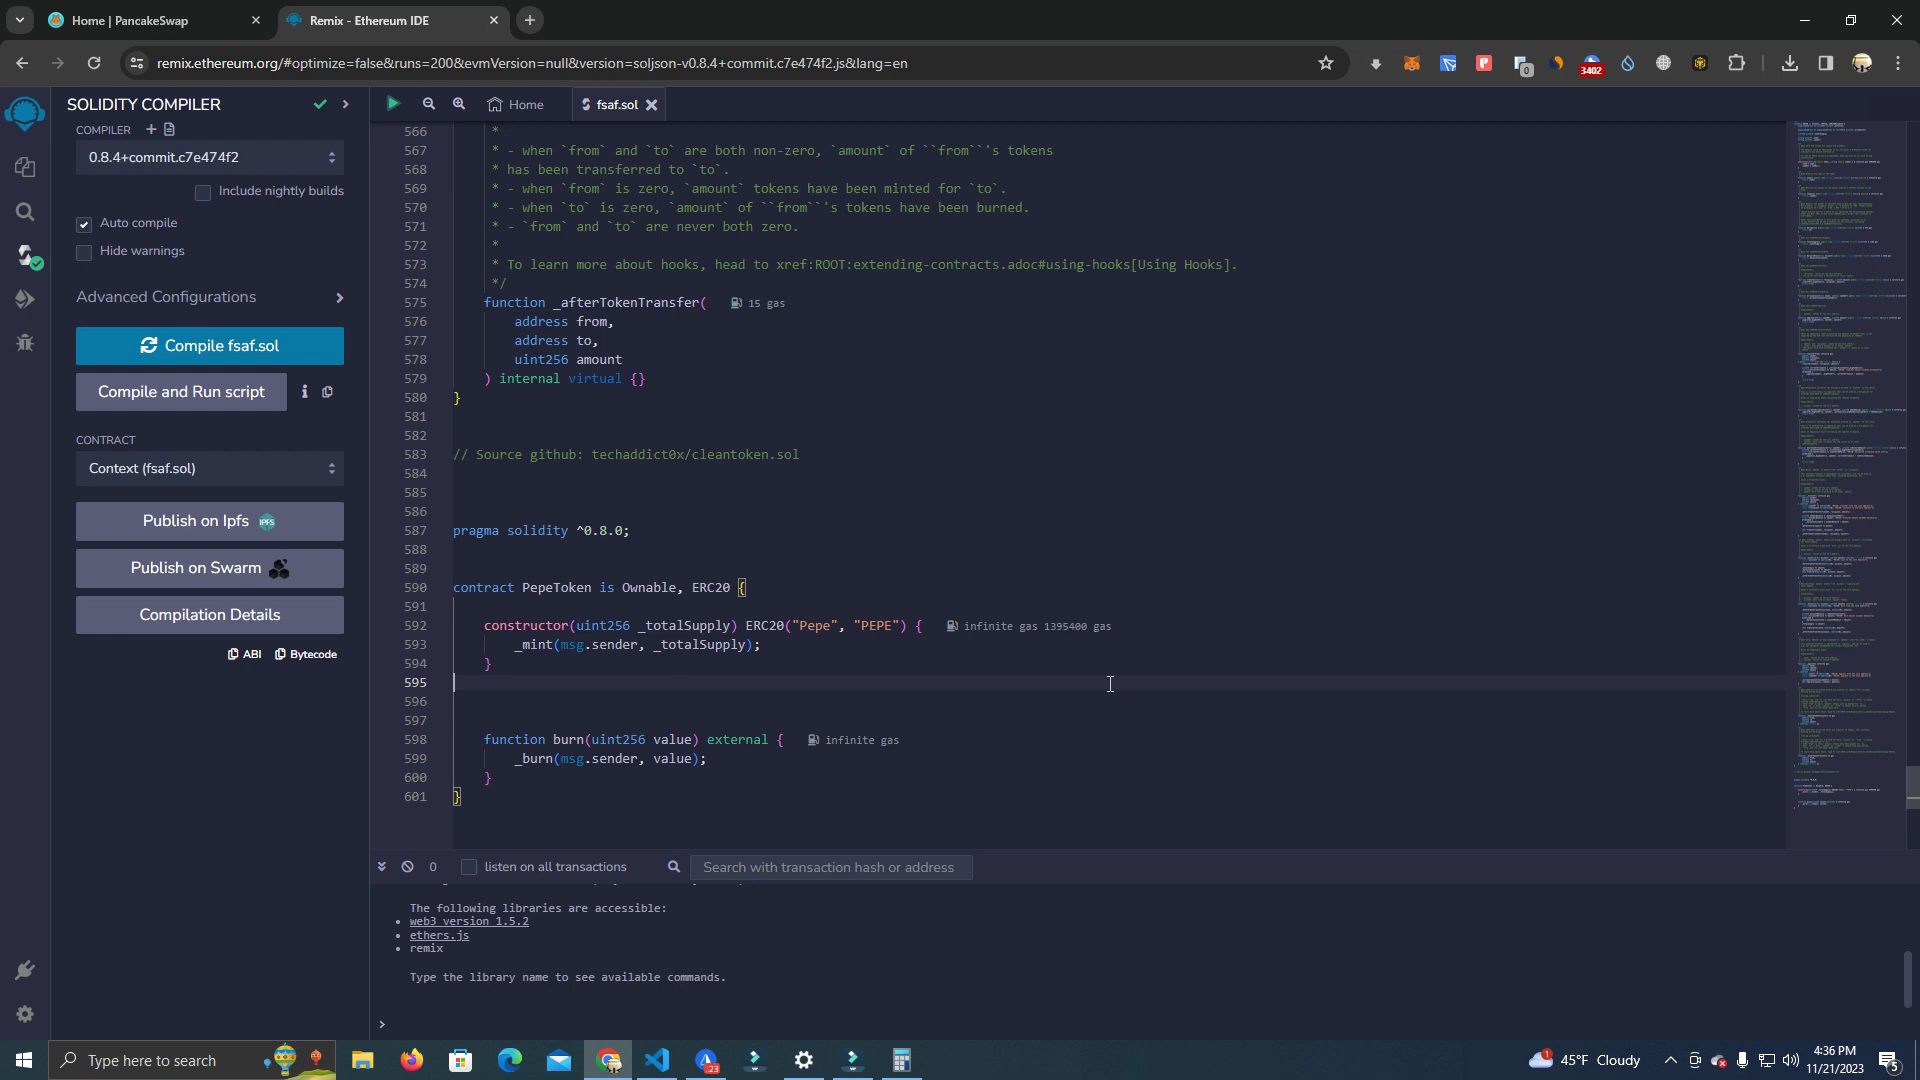 Home | PancakeSwap
Remix - Ethereum IDE
remix.ethereum.org/#optimize=false&runs=200&evmVersion=null&version=soljson-v0.8.4+commit.c7e474f2.js&lang=en
0
3402
SOLIDITY COMPILER
COMPILER
0.8.4+commit.c7e474f2
Include nightly builds
Auto compile
Hide warnings
Advanced Configurations
Compile fsaf.sol
Compile and Run script
CONTRACT
Context (fsaf.sol)
Publish on Ipfs
IPFS
Publish on Swarm
Compilation Details
ABI
Bytecode
Home
fsaf.sol
566 *
567 * - when `from` and `to` are both non-zero, `amount` of ``from``'s tokens
568 * has been transferred to `to`.
569 * - when `from` is zero, `amount` tokens have been minted for `to`.
570 * - when `to` is zero, `amount` of ``from``'s tokens have been burned.
571 * - `from` and `to` are never both zero.
572 *
573 * To learn more about hooks, head to xref:ROOT:extending-contracts.adoc#using-hooks[Using Hooks].
574 */
575 function _afterTokenTransfer( 15 gas
576 address from,
577 address to,
578 uint256 amount
579 ) internal virtual {}
580 }
581
582
583 // Source github: techaddict0x/cleantoken.sol
584
585
586
587 pragma solidity ^0.8.0;
588
589
590 contract PepeToken is Ownable, ERC20 {
591
592 constructor(uint256 _totalSupply) ERC20("Pepe", "PEPE") { infinite gas 1395400 gas
593 _mint(msg.sender, _totalSupply);
594 }
595
596
597
598 function burn(uint256 value) external { infinite gas
599 _burn(msg.sender, value);
600 }
601 }
0
listen on all transactions
Search with transaction hash or address
The following libraries are accessible:
• web3 version 1.5.2
• ethers.js
• remix
Type the library name to see available commands.
>
Type here to search
.23
1
45°F Cloudy
4:36 PM
11/21/2023
5